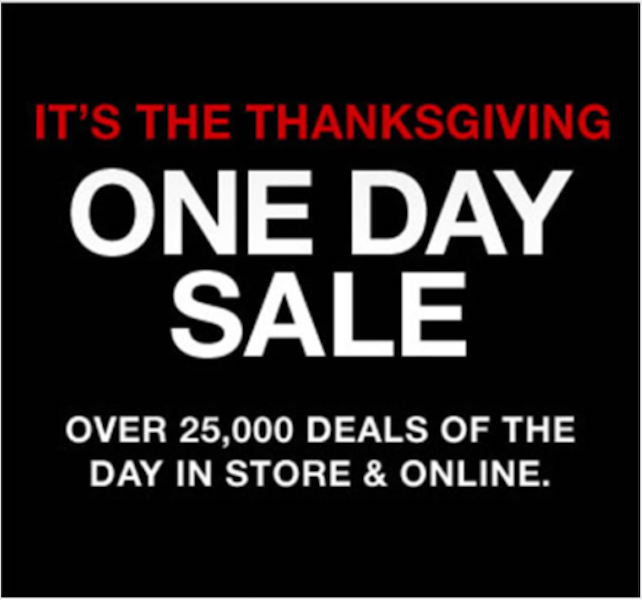 IT'S THE THANKSGIVING
ONE DAY
SALE
OVER 25,000 DEALS OF THE
DAY IN STORE & ONLINE.